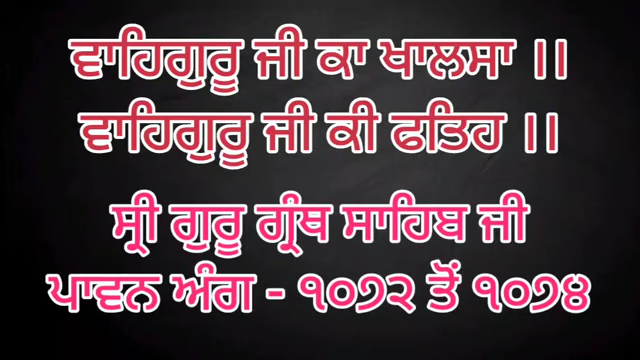 ਵਾਹਿਗੁਰੂ ਜੀ ਕਾ ਖਾਲਸਾ ।।
ਵਾਹਿਗੁਰੂ ਜੀ ਕੀ ਫਤਿਹ ।।
ਸ੍ਰੀ ਗੁਰੂ ਗ੍ਰੰਥ ਸਾਹਿਬ ਜੀ
ਪਾਵਨ ਅੰਗ - ੧੦੭੨ ਤੋਂ ੧੦੭੪